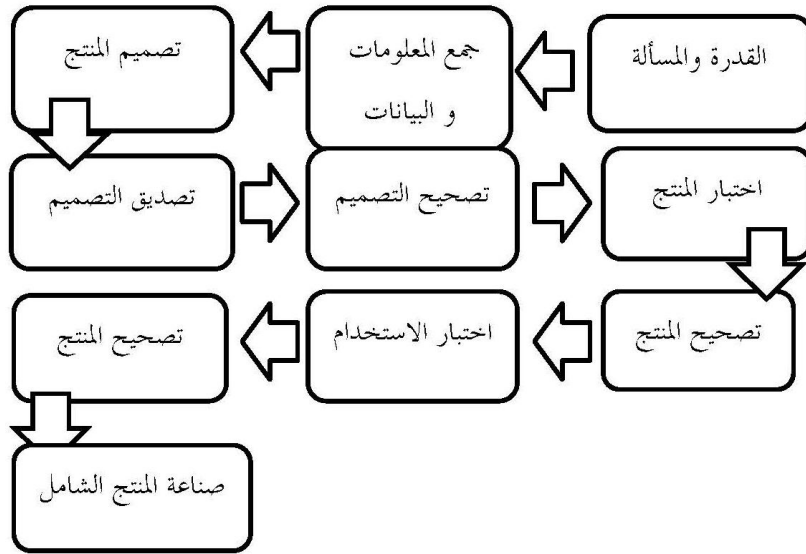 القدرة والمسألة
جمع المعلومات
و البيانات
تصميم المنتج
تصديق التصميم
تصحيح التصميم
اختبار المنتج
تصحيح المنتج
اختبار الاستخدام
تصحيح المنتج
صناعة المنتج الشامل